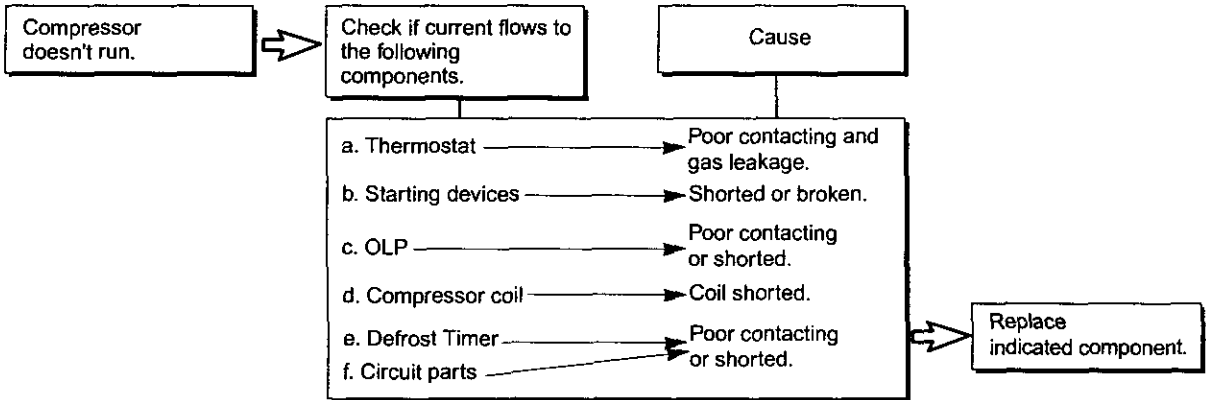 Compressor
doesn't run.
Check if current flows to
the following
components.
Cause
a. Thermostat
Poor contacting and
gas leakage.
b. Starting devices
Shorted or broken.
c. OLP
Poor contacting
or shorted.
d. Compressor coil
Coil shorted.
e. Defrost Timer
Poor contacting
or shorted.
f. Circuit parts
Replace
indicated component.